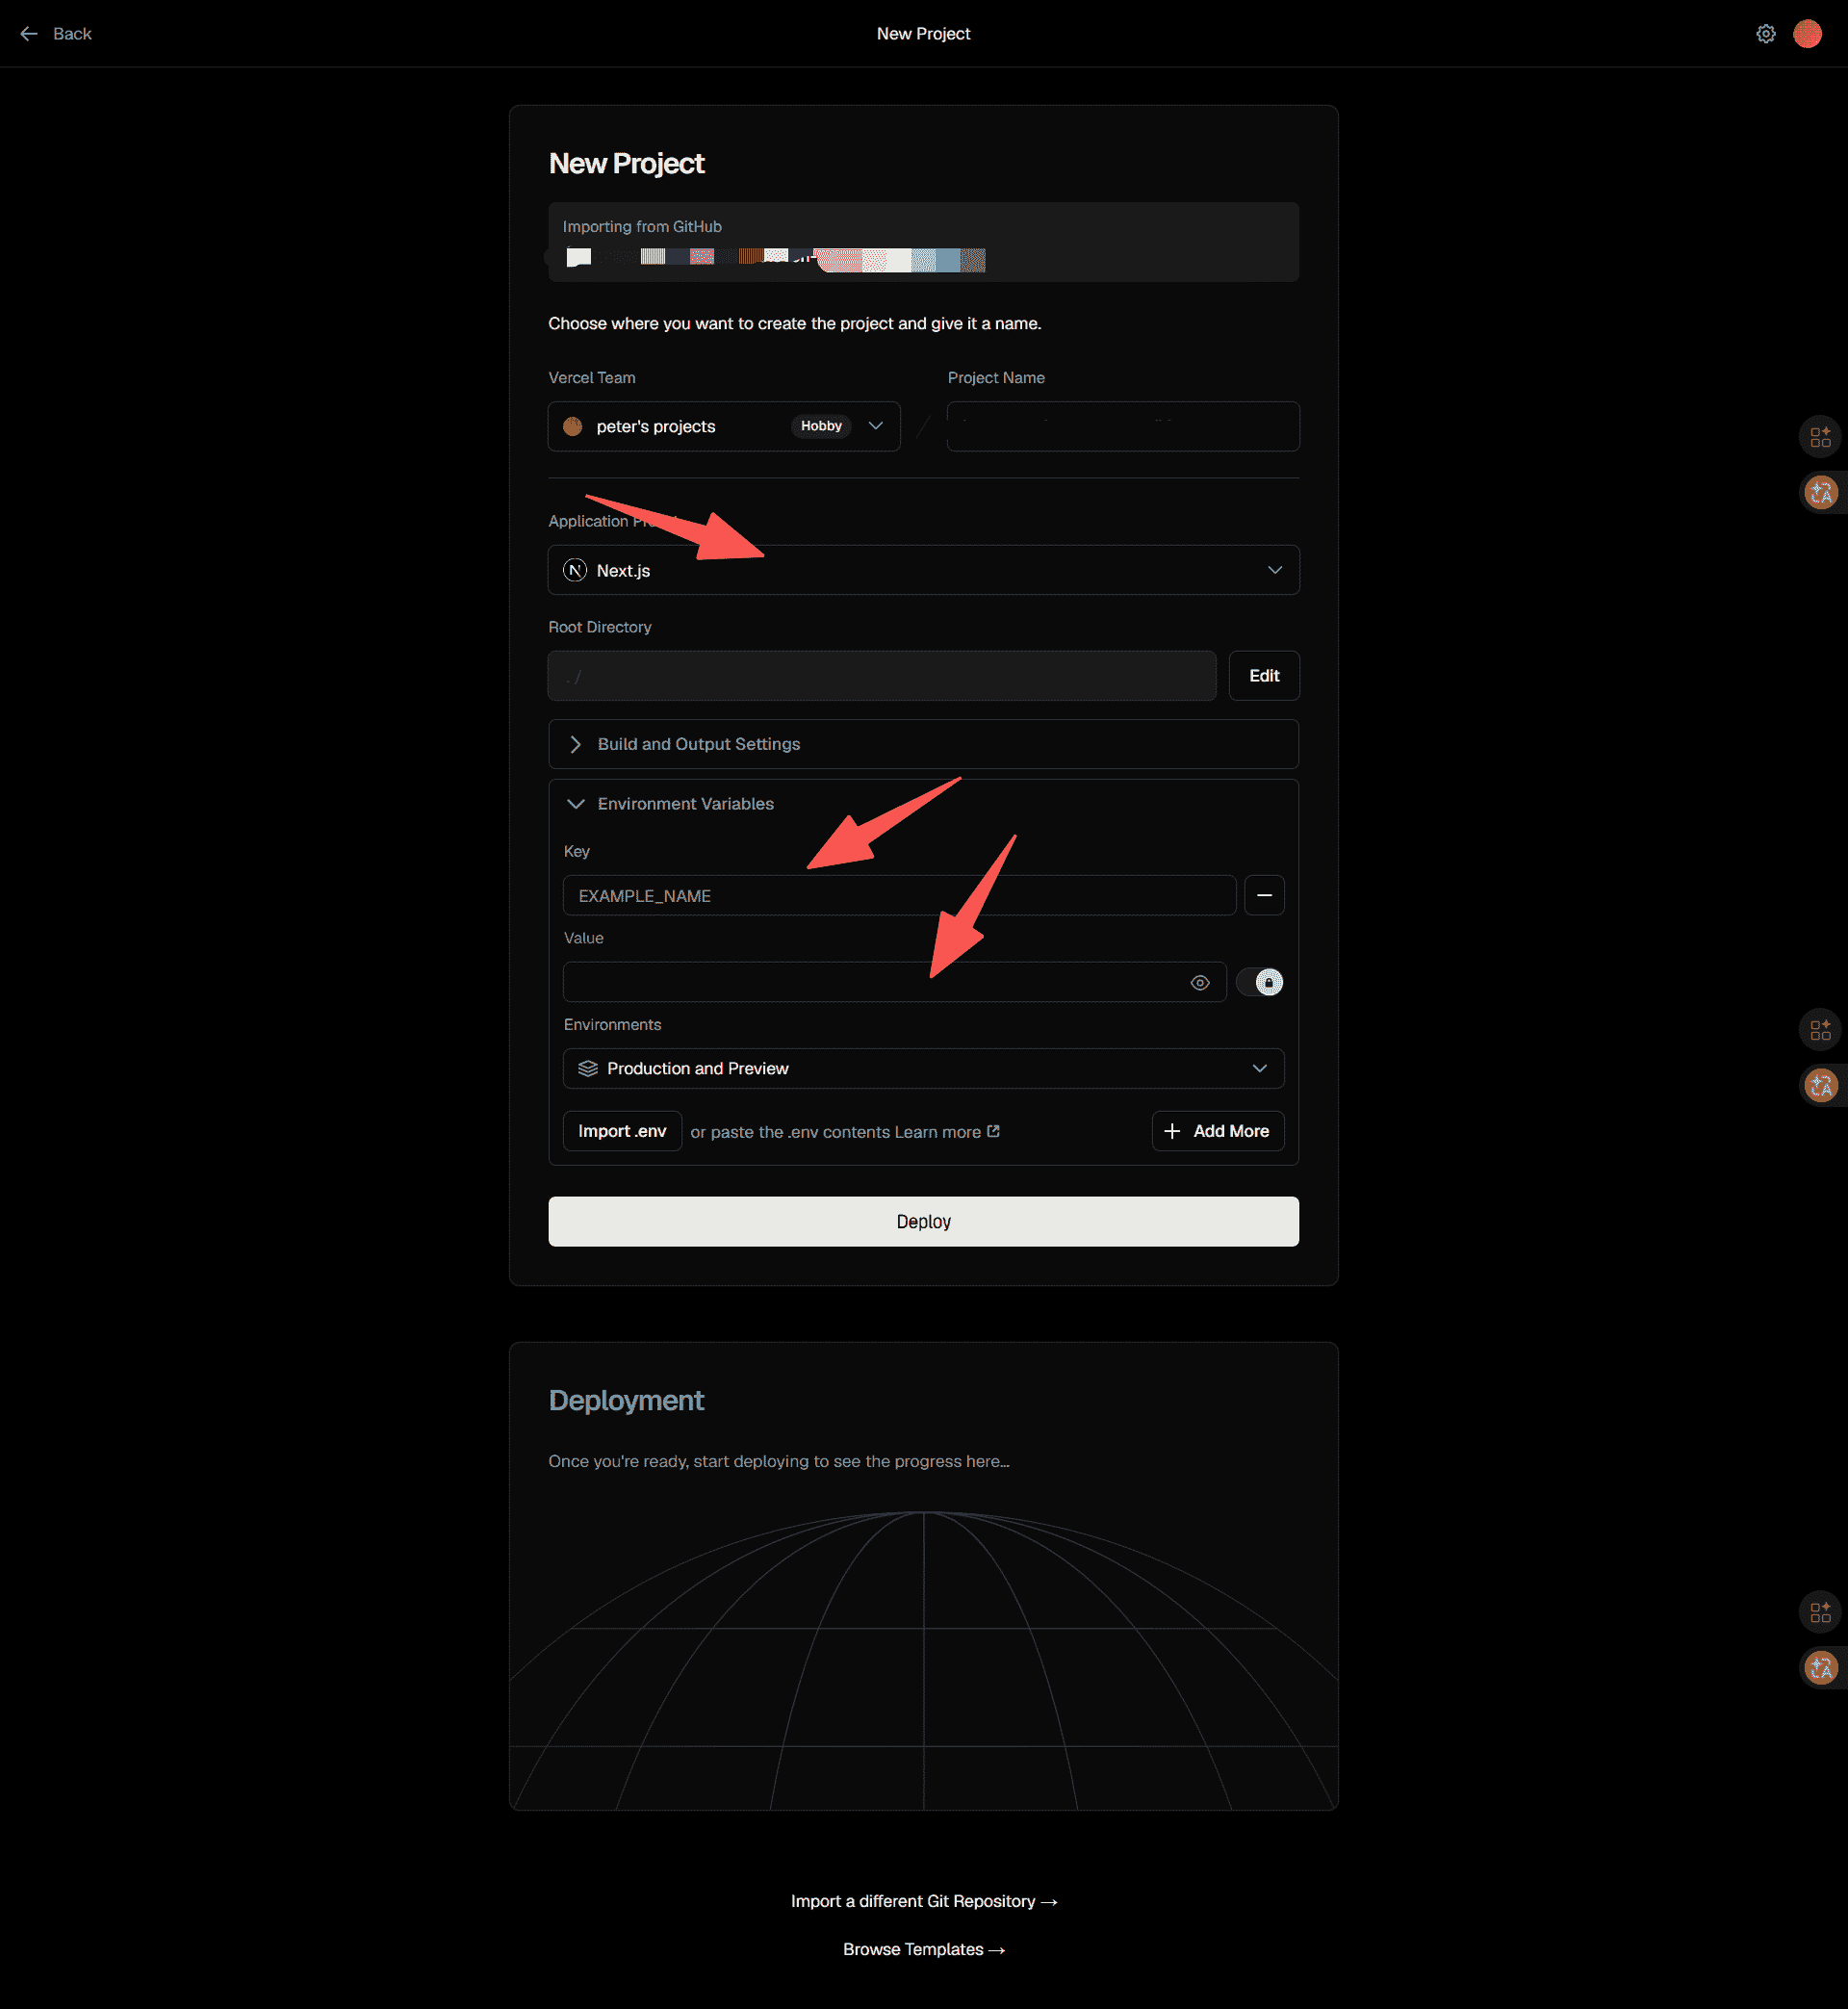 Back
New Project
New Project
Importing from GitHub
Choose where you want to create the project and give it a name.
Vercel Team
Project Name
peter's projects
Hobby
Application
Next.js
Root Directory
./
Edit
Build and Output Settings
Environment Variables
Key
EXAMPLE_NAME
Value
Environments
Production and Preview
Import .env
or paste the .env contents Learn more
Add More
Deploy
Deployment
Once you're ready, start deploying to see the progress here...
Import a different Git Repository →
Browse Templates →